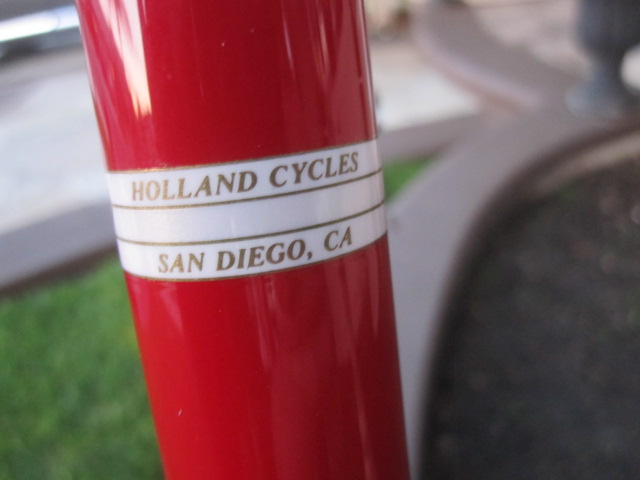 HOLLAND CYCLES
SAN DIEGO, CA